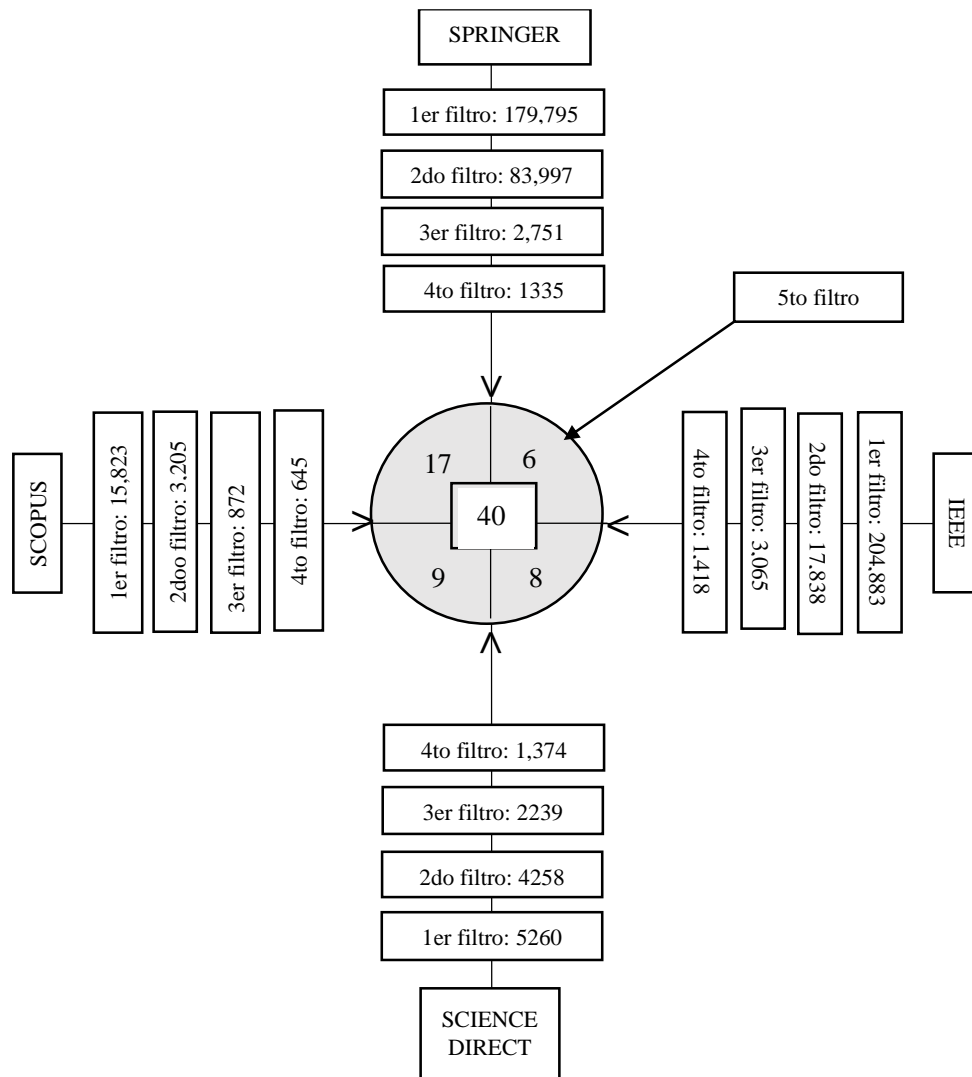 SPRINGER
1er filtro: 179,795
2do filtro: 83,997
3er filtro: 2,751
4to filtro: 1335
5to filtro
SCOPUS
1er filtro: 15,823
2doo filtro: 3.205
3er filtro: 872
4to filtro: 645
17
6
40
9
8
4to filtro: 1.418
3er filtro: 3.065
2do filtro: 17.838
1er filtro: 204.883
IEEE
4to filtro: 1,374
3er filtro: 2239
2do filtro: 4258
1er filtro: 5260
SCIENCE
DIRECT